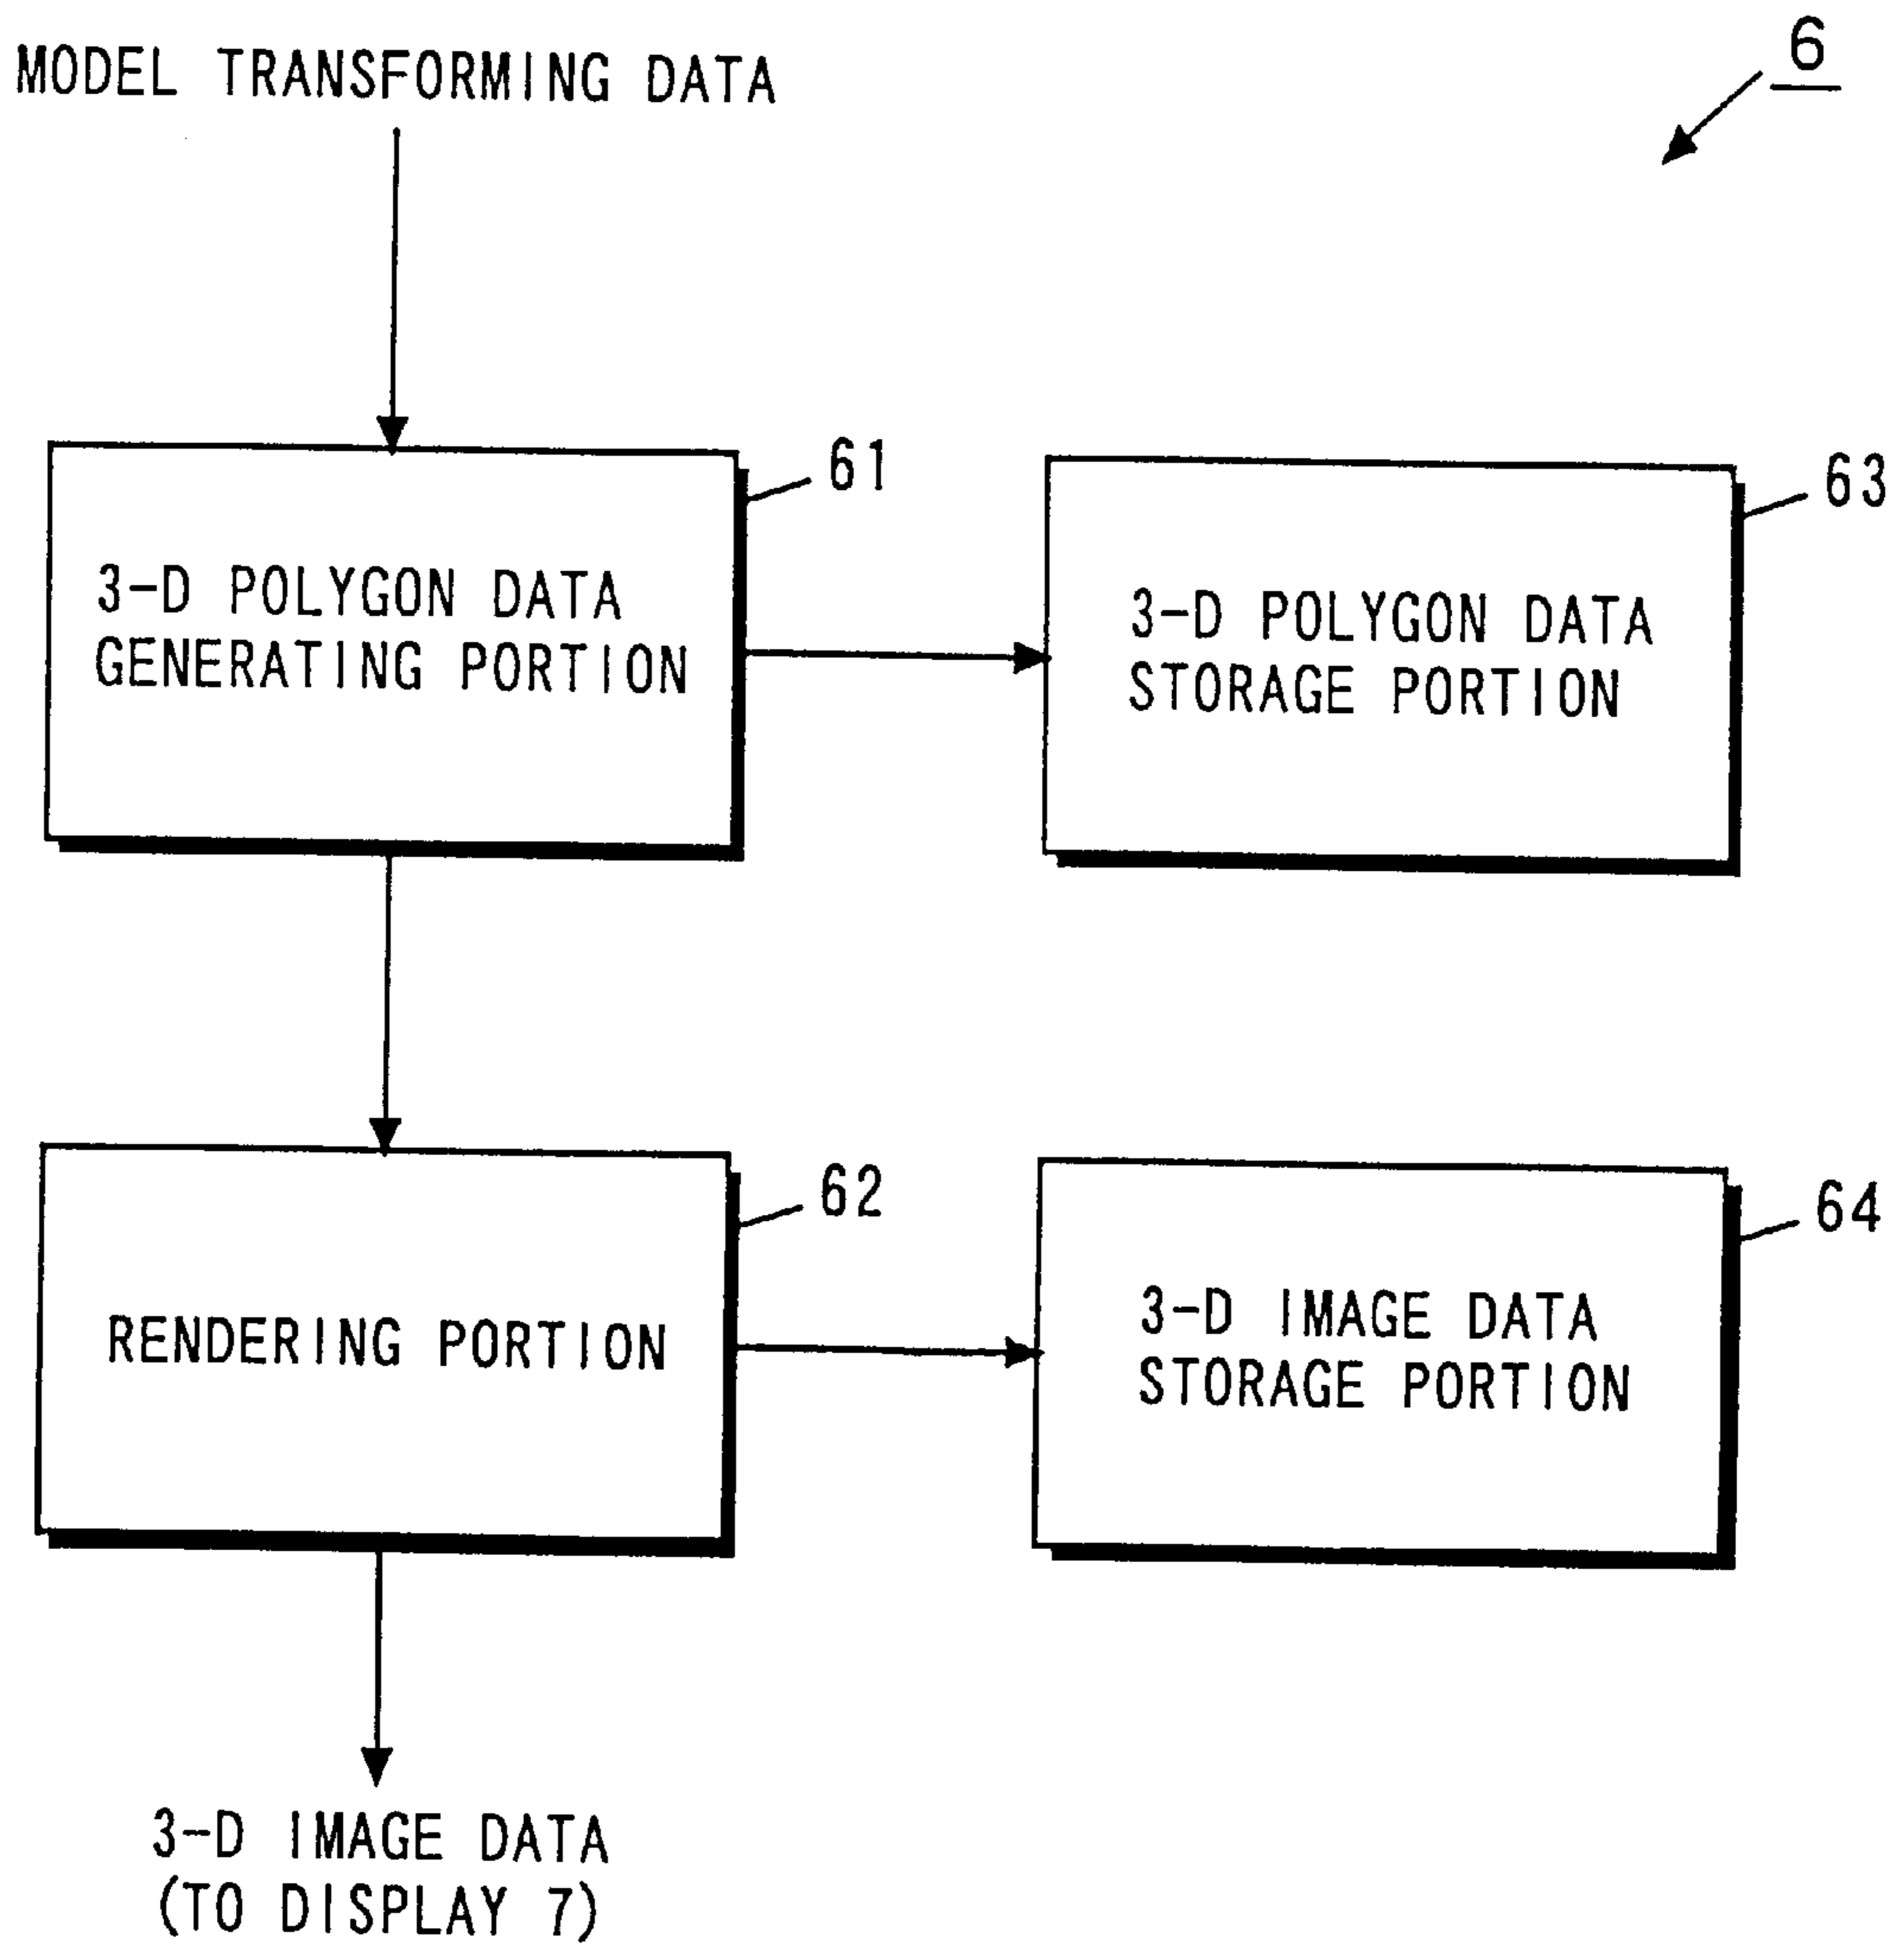 MODEL TRANSFORMING DATA
6
61
3-D POLYGON DATA
GENERATING PORTION
63
3-D POLYGON DATA
STORAGE PORTION
62
RENDERING PORTION
64
3-D IMAGE DATA
STORAGE PORTION
3-D IMAGE DATA
(TO DISPLAY 7)